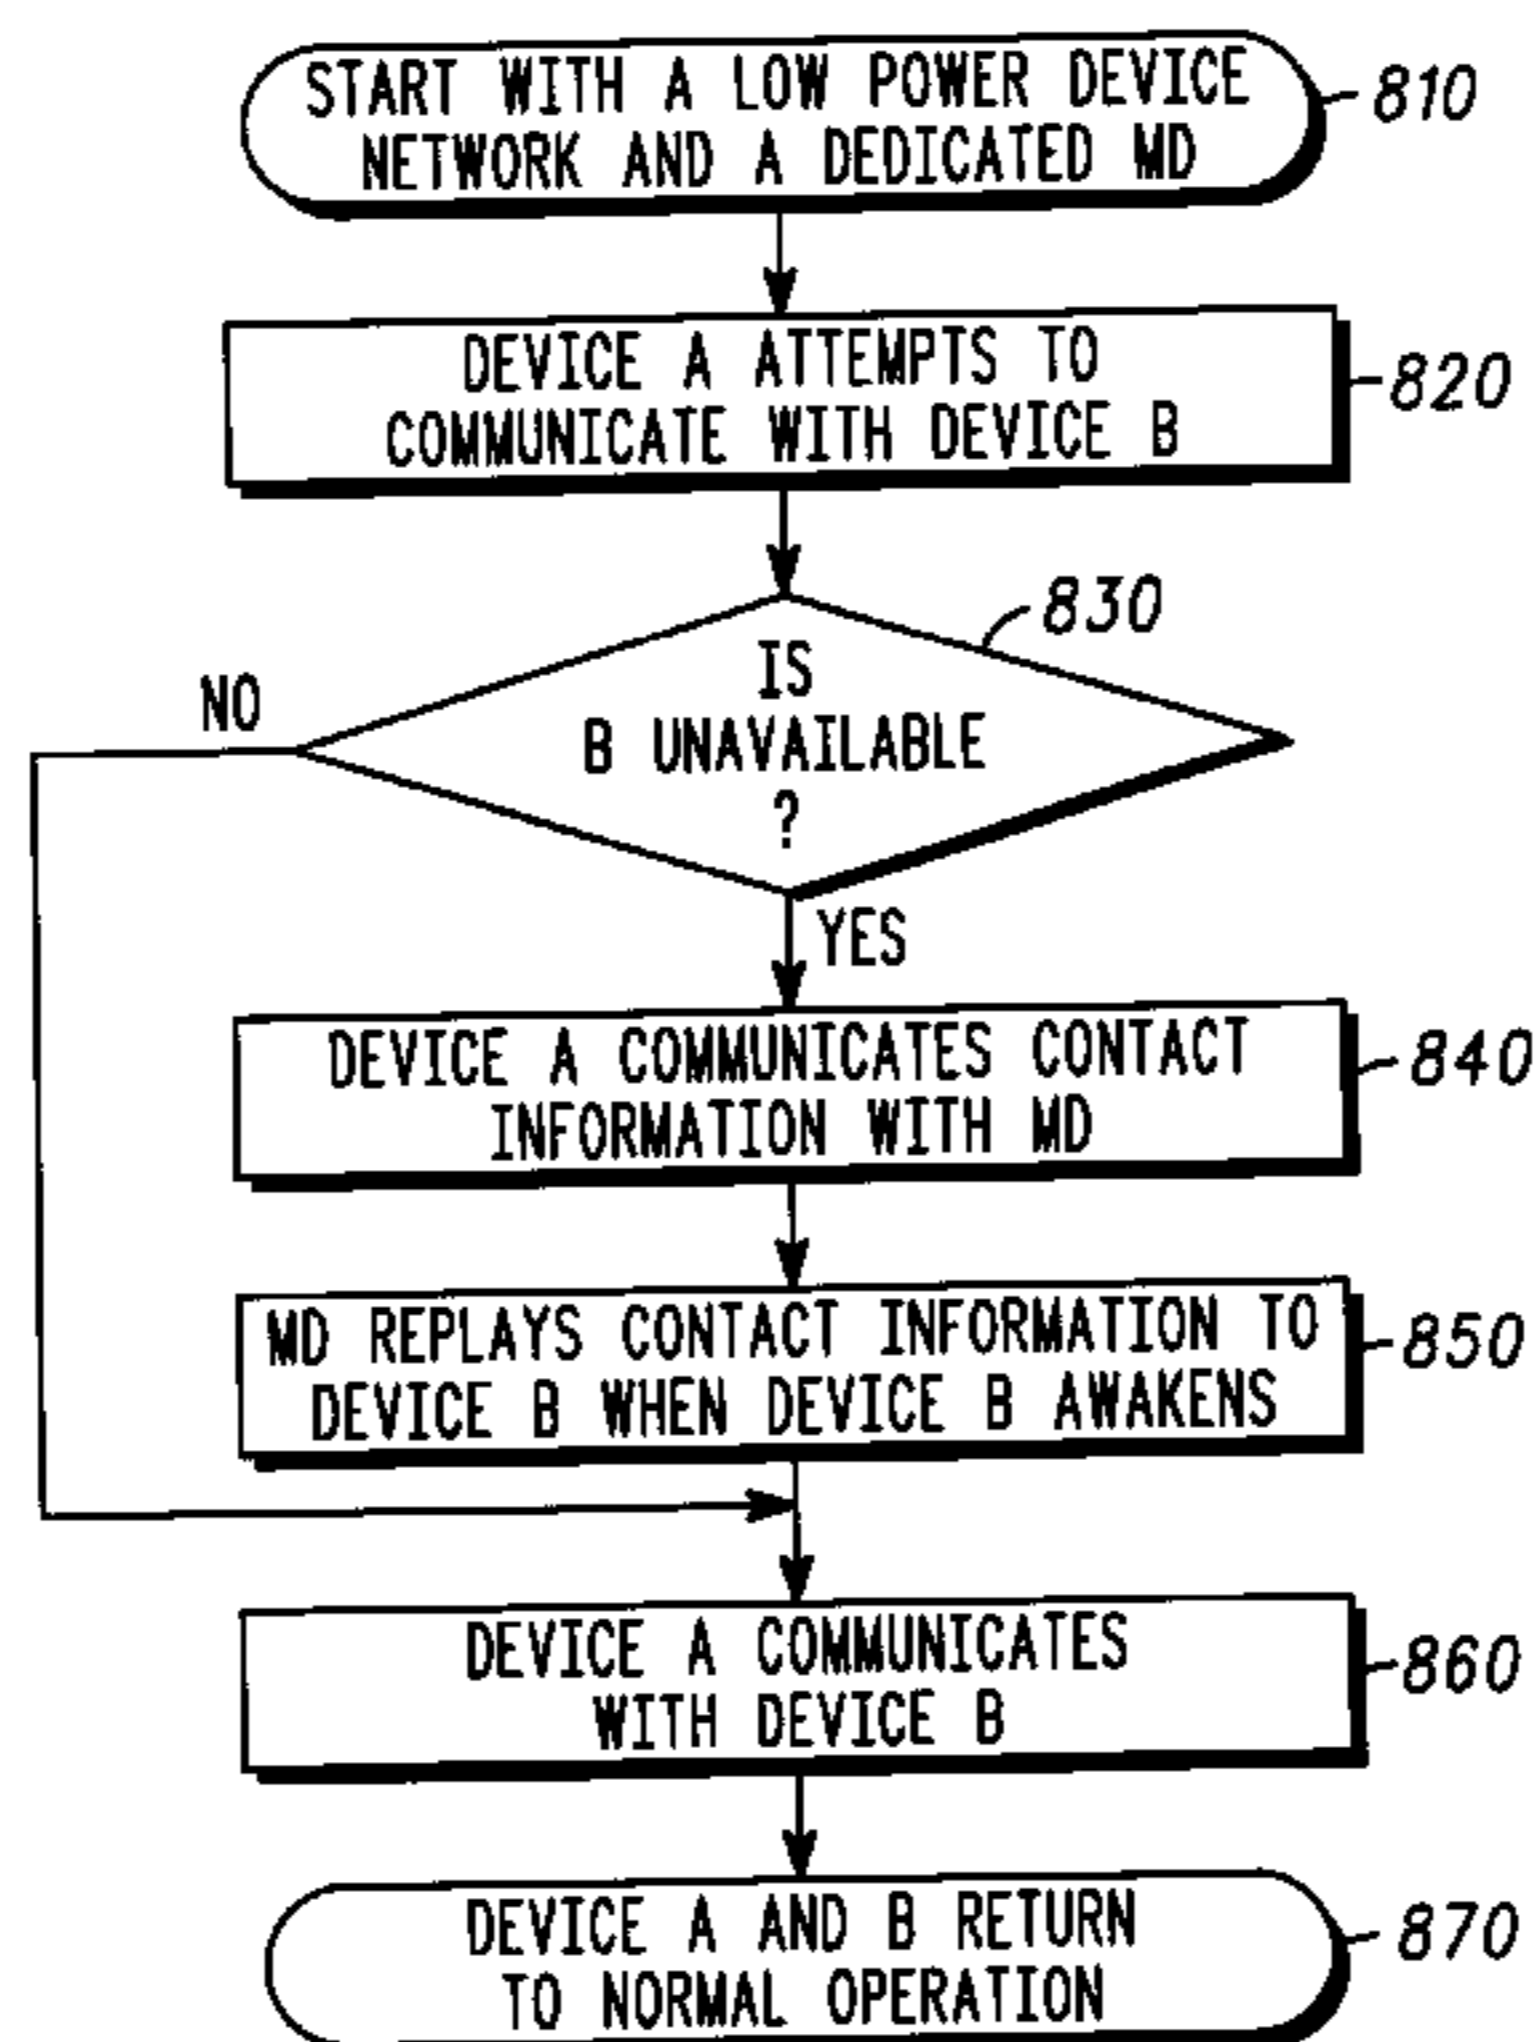 START WITH A LOW POWER DEVICE
NETWORK AND A DEDICATED MD
810
DEVICE A ATTEMPTS TO
COMMUNICATE WITH DEVICE B
820
830
IS
B UNAVAILABLE
?
NO
YES
DEVICE A COMMUNICATES CONTACT
INFORMATION WITH MD
840
MD REPLAYS CONTACT INFORMATION TO
DEVICE B WHEN DEVICE B AWAKENS
850
DEVICE A COMMUNICATES
WITH DEVICE B
860
DEVICE A AND B RETURN
TO NORMAL OPERATION
870